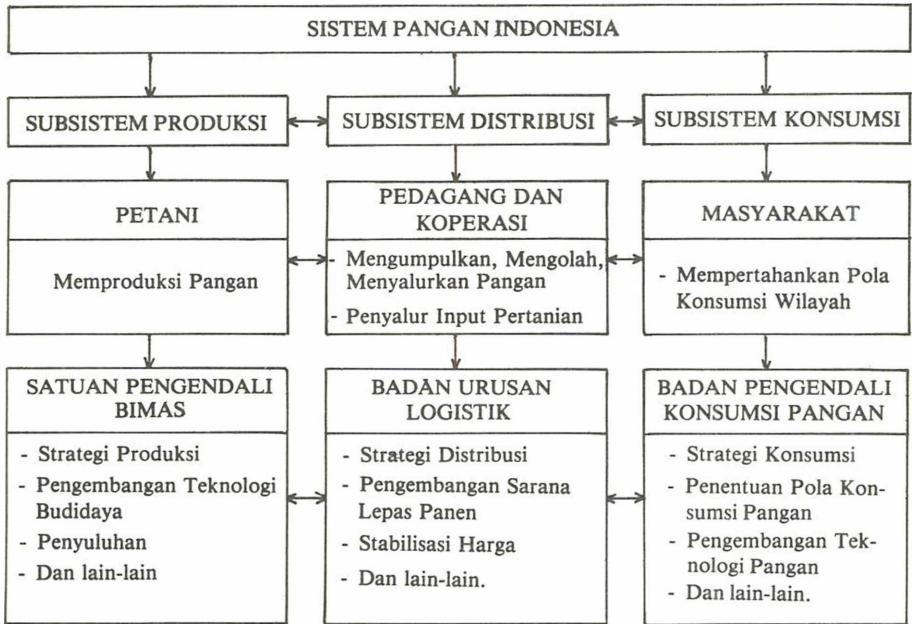 SISTEM PANGAN INDONESIA
SUBSISTEM PRODUKSI
SUBSISTEM DISTRIBUSI
SUBSISTEM KONSUMSI
PETANI
Memproduksi Pangan
PEDAGANG DAN
KOPERASI
- Mengumpulkan, Mengolah,
Menyalurkan Pangan
- Penyalur Input Pertanian
MASYARAKAT
- Mempertahankan Pola
Konsumsi Wilayah
SATUAN PENGENDALI
BIMAS
- Strategi Produksi
- Pengembangan Teknologi
Budidaya
- Penyuluhan
- Dan lain-lain
BADAN URUSAN
LOGISTIK
- Strategi Distribusi
- Pengembangan Sarana
Lepas Panen
- Stabilisasi Harga
- Dan lain-lain.
BADAN PENGENDALI
KONSUMSI PANGAN
- Strategi Konsumsi
- Penentuan Pola Kon-
sumsi Pangan
- Pengembangan Tek-
nologi Pangan
- Dan lain-lain.